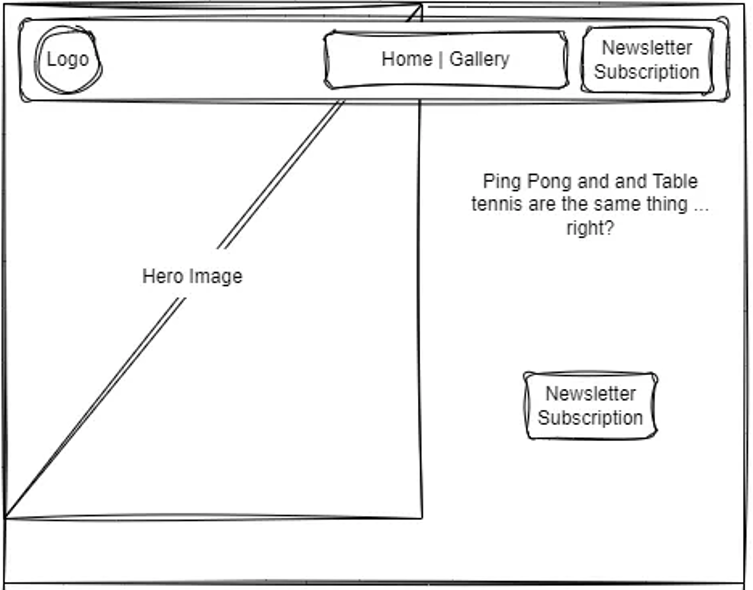 Logo
Home | Gallery
Newsletter
Subscription
Ping Pong and and Table
tennis are the same thing ...
right?
Hero Image
Newsletter
Subscription